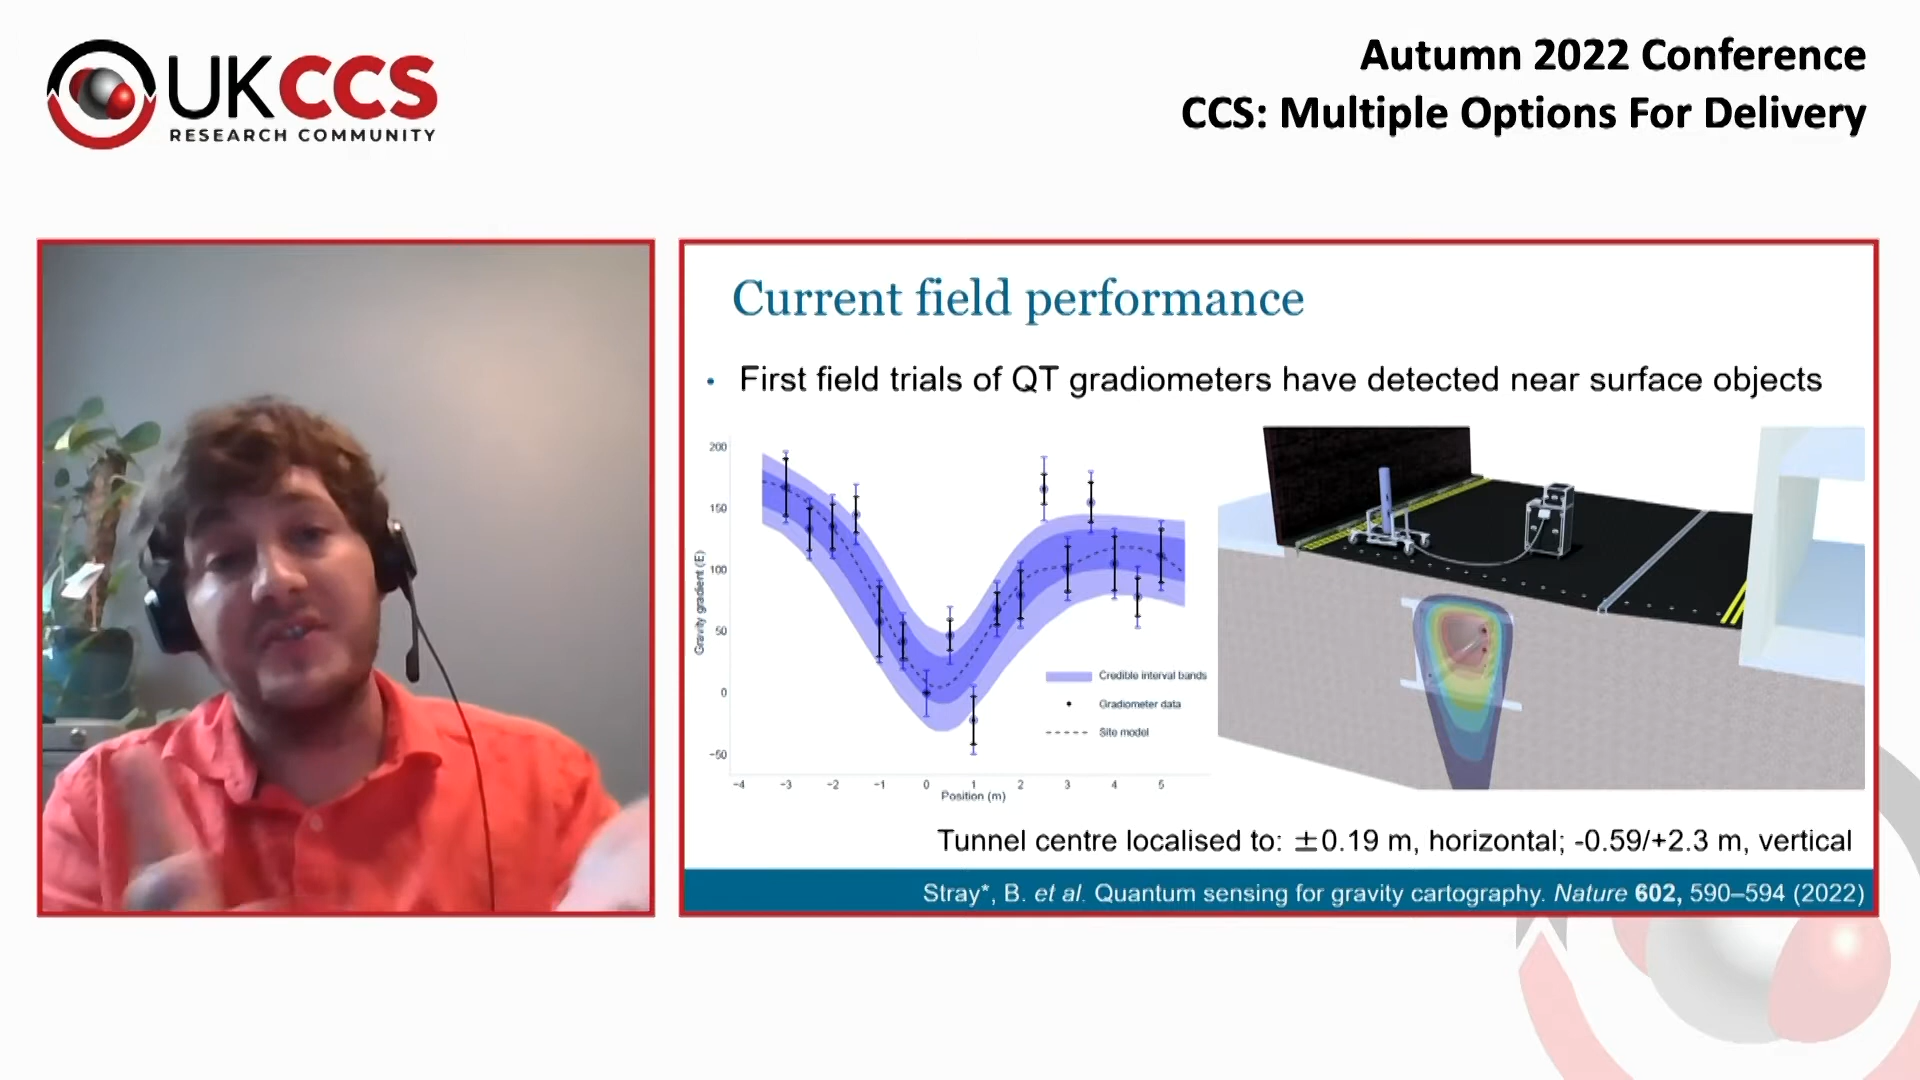 UKCCS
RESEARCH COMMUNITY
Autumn 2022 Conference
CCS: Multiple Options For Delivery
Current field performance
• First field trials of QT gradiometers have detected near surface objects
200
150
100
50
0
−50
Gravity gradient (E)
−4 −3 −2 −1 0 1 2 3 4 5
Position (m)
Credible interval bands
Gradiometer data
Site model
Tunnel centre localised to: ±0.19 m, horizontal; -0.59/+2.3 m, vertical
Stray*, B. et al. Quantum sensing for gravity cartography. Nature 602, 590–594 (2022)